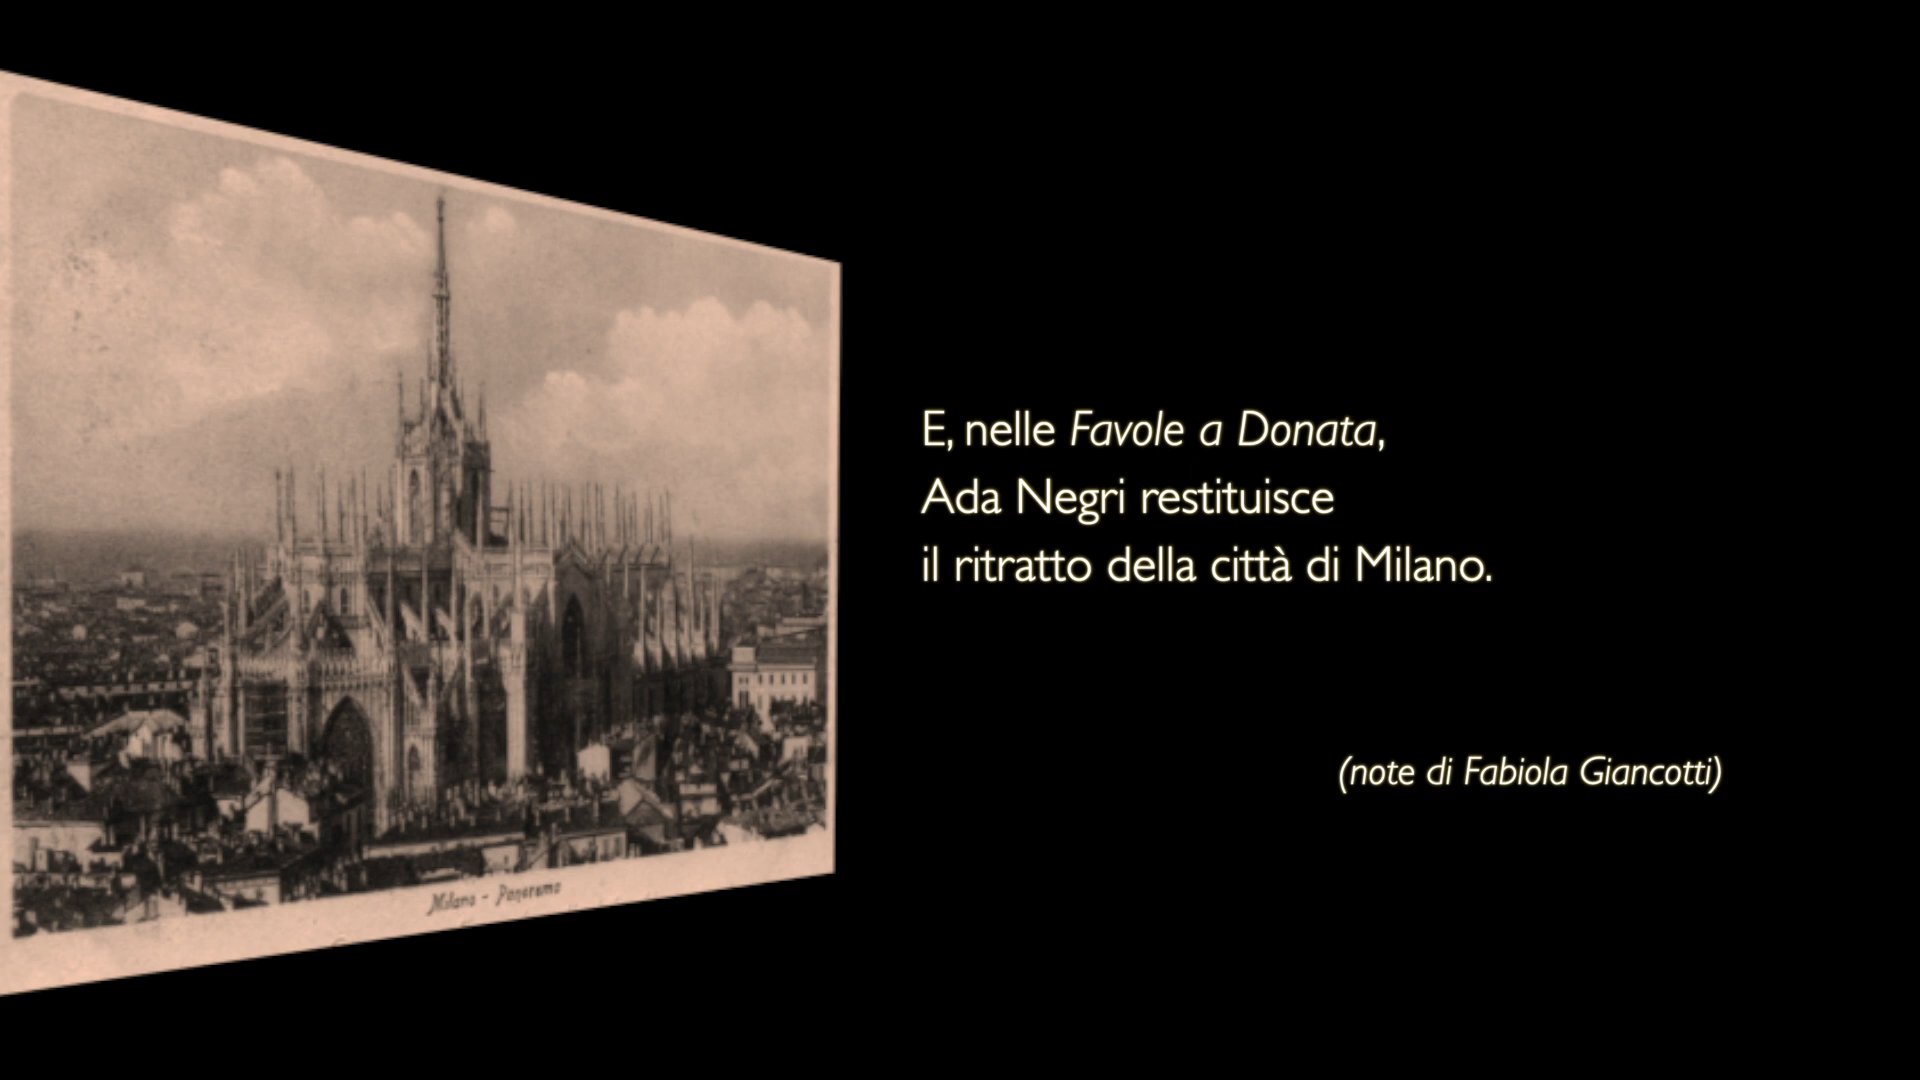 E, nelle Favole a Donata,
Ada Negri restituisce
il ritratto della città di Milano.
(note di Fabiola Giancotti)
Milano - Panorama